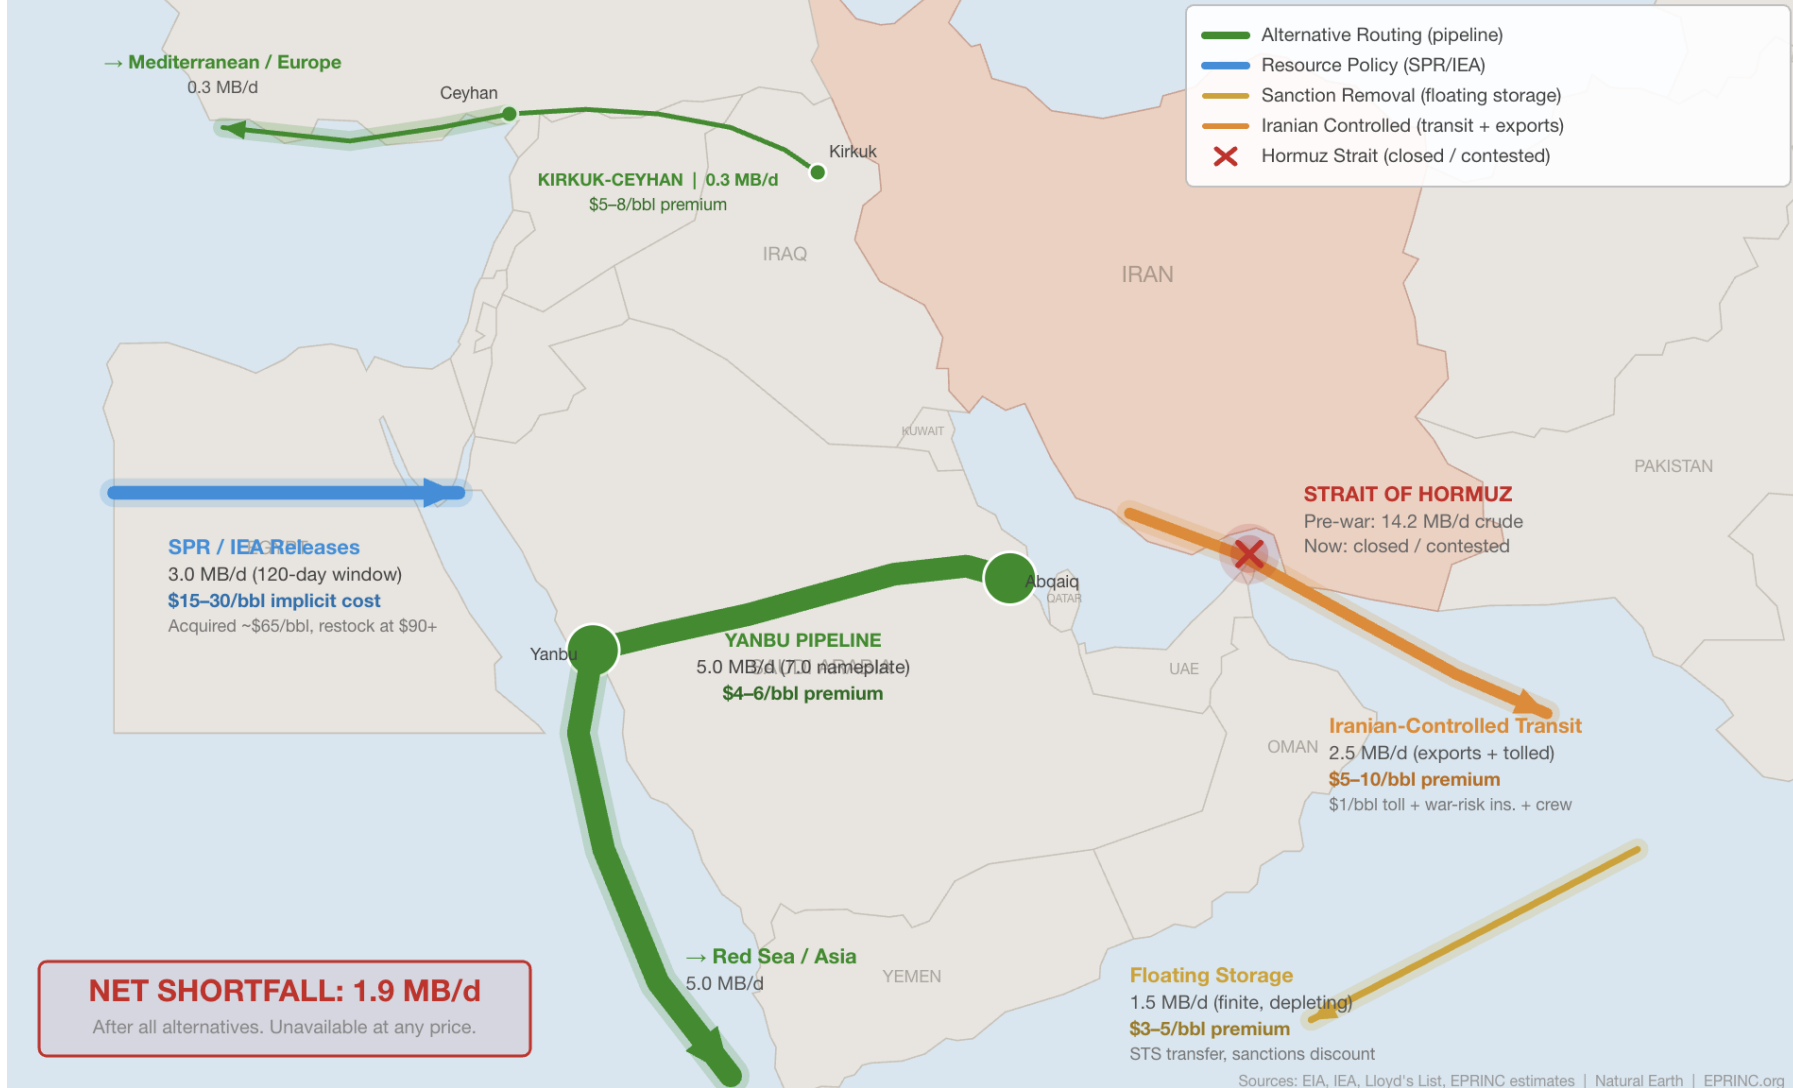 → Mediterranean / Europe
0.3 MB/d
Ceyhan
Kirkuk
KIRKUK-CEYHAN | 0.3 MB/d
$5–8/bbl premium
Alternative Routing (pipeline)
Resource Policy (SPR/IEA)
Sanction Removal (floating storage)
Iranian Controlled (transit + exports)
Hormuz Strait (closed / contested)
IRAQ
IRAN
KUWAIT
PAKISTAN
STRAIT OF HORMUZ
Pre-war: 14.2 MB/d crude
Now: closed / contested
EGYPT
SPR / IEA Releases
3.0 MB/d (120-day window)
$15–30/bbl implicit cost
Acquired ~$65/bbl, restock at $90+
Abqaiq
QATAR
Yanbu
YANBU PIPELINE
SAUDI ARABIA
5.0 MB/d (7.0 nameplate)
$4–6/bbl premium
UAE
OMAN
Iranian-Controlled Transit
2.5 MB/d (exports + tolled)
$5–10/bbl premium
$1/bbl toll + war-risk ins. + crew
→ Red Sea / Asia
5.0 MB/d
YEMEN
Floating Storage
1.5 MB/d (finite, depleting)
$3–5/bbl premium
STS transfer, sanctions discount
NET SHORTFALL: 1.9 MB/d
After all alternatives. Unavailable at any price.
Sources: EIA, IEA, Lloyd's List, EPRINC estimates | Natural Earth | EPRINC.org